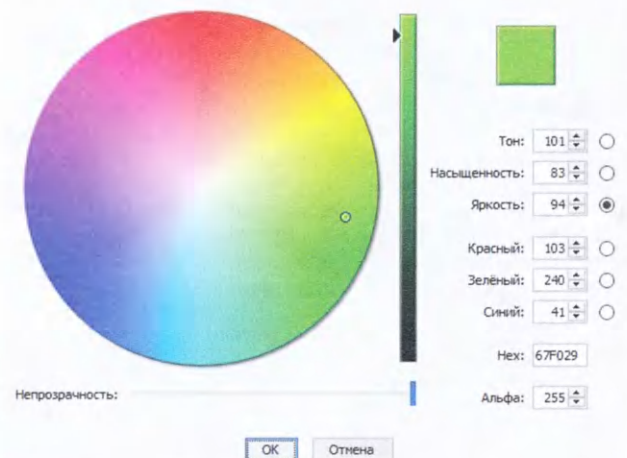 Тон: 101
Насыщенность: 83
Яркость: 94
Красный: 103
Зелёный: 240
Синий: 41
Hex: 67F029
Непрозрачность:
Альфа: 255
OK Отмена